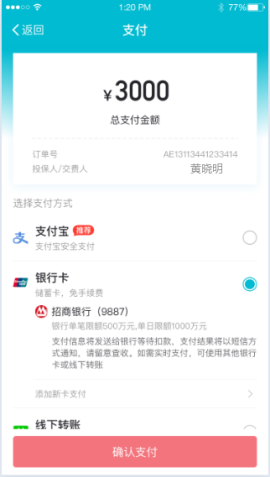 1:20 PM
77%
返回
支付
¥3000
总支付金额
订单号 AE13113441233414
投保人/交费人 黄晓明
选择支付方式
支付宝 推荐
支付宝安全支付
银行卡
储蓄卡，免手续费
招商银行（9887）
银行单笔限额500万元,单日限额1000万元
支付信息将发送给银行等待扣款，支付结果将以短信方
式通知，请留意查收。如需实时支付，可使用其他银行
卡或线下转账
添加新卡支付
线下转账
确认支付